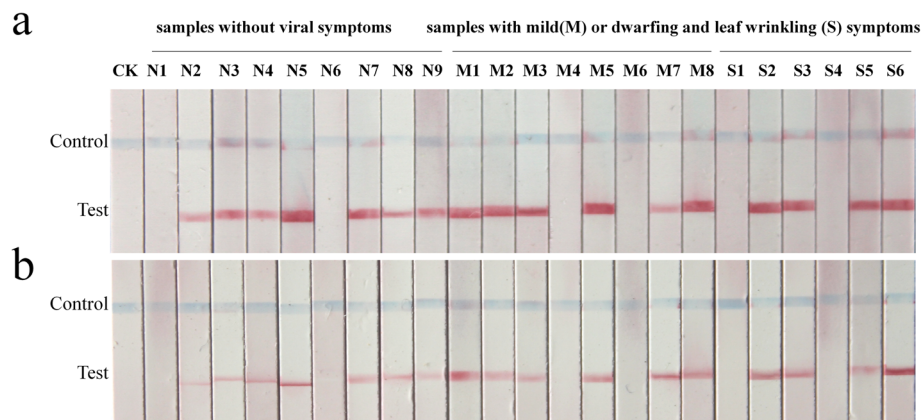 a
samples without viral symptoms samples with mild(M) or dwarfing and leaf wrinkling (S) symptoms
CK N1 N2 N3 N4 N5 N6 N7 N8 N9 M1 M2 M3 M4 M5 M6 M7 M8 S1 S2 S3 S4 S5 S6
Control
Test
b
Control
Test